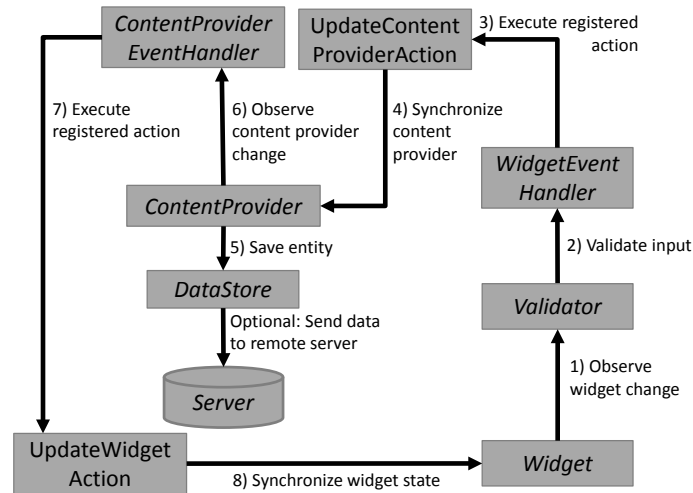 ContentProvider
EventHandler
UpdateContent
ProviderAction
3) Execute registered
action
7) Execute
registered action
6) Observe
content provider
change
4) Synchronize
content
provider
WidgetEvent
Handler
ContentProvider
5) Save entity
2) Validate input
DataStore
Validator
Optional: Send data
to remote server
1) Observe
widget change
Server
UpdateWidget
Action
8) Synchronize widget state
Widget